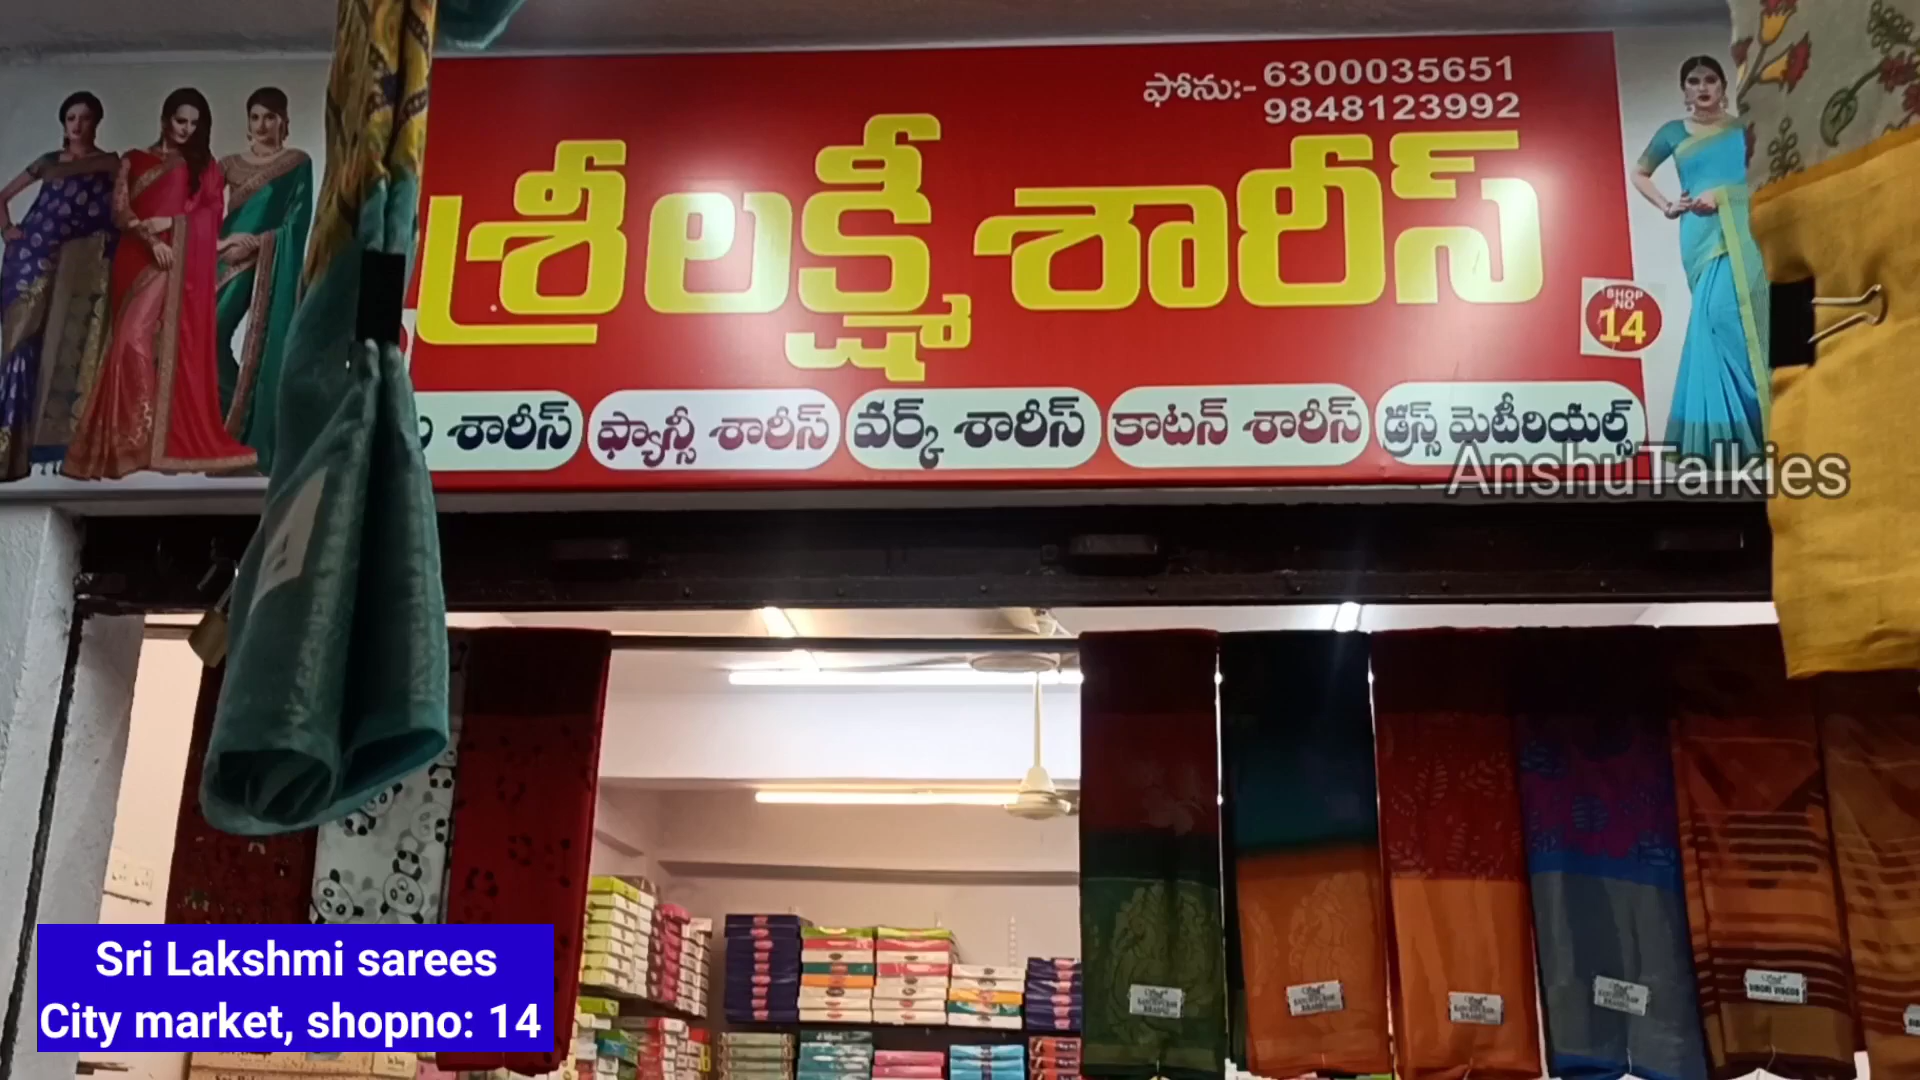 ఫోను:- 6300035651
9848123992
శ్రీ లక్ష్మీ శారీస్
SHOP
NO
14
శారీస్ ఫ్యాన్సీ శారీస్ వర్క్ శారీస్ కాటన్ శారీస్ డ్రస్స్ మెటీరియల్స్
AnshuTalkies
Sri Lakshmi sarees
City market, shopno: 14